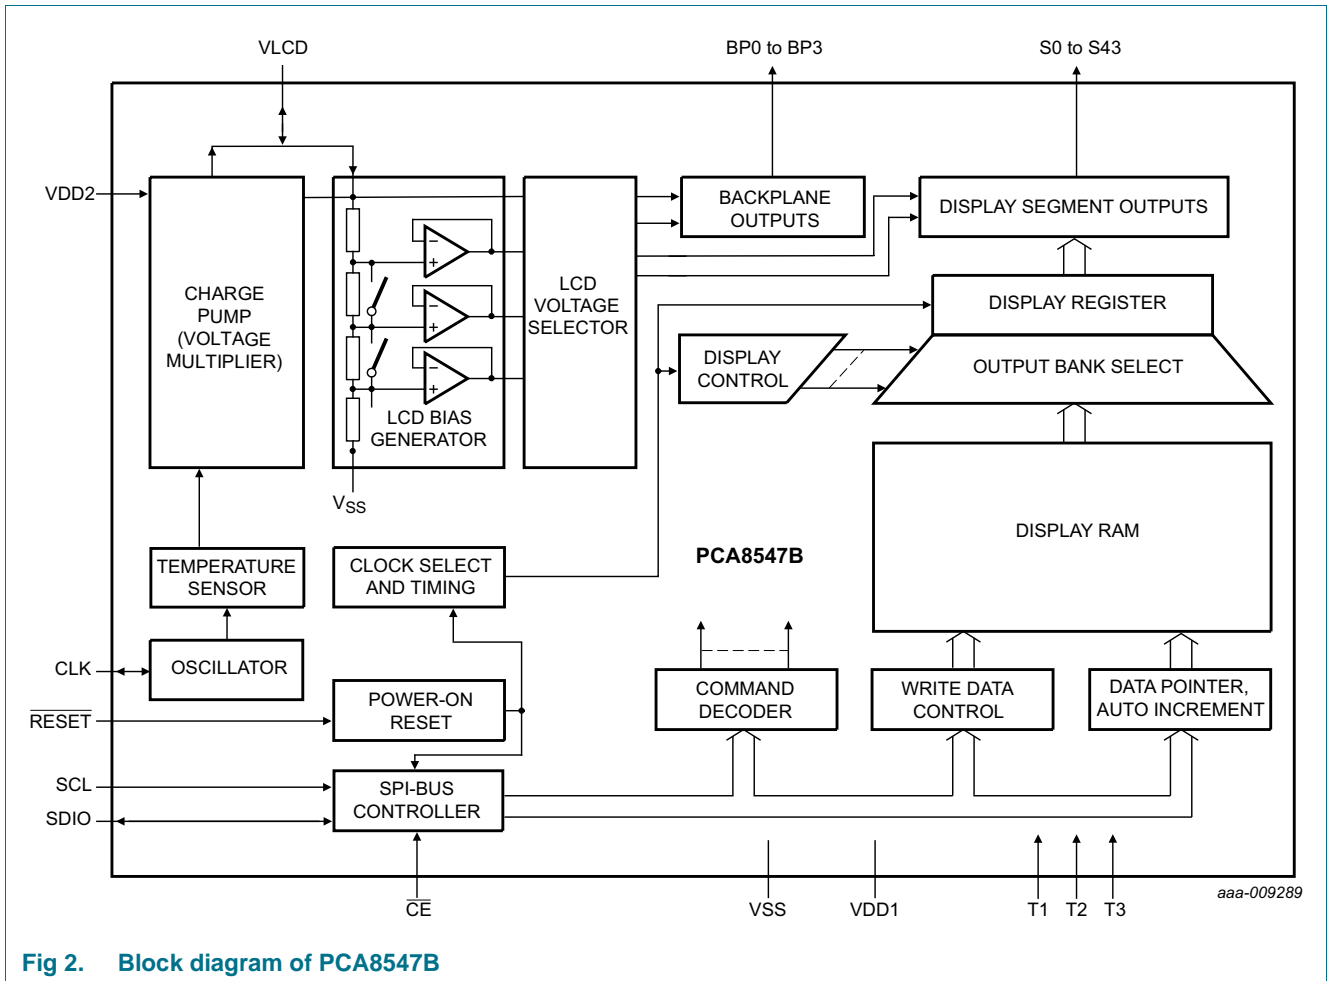 VLCD
BP0 to BP3
S0 to S43
VDD2
CHARGE
PUMP
(VOLTAGE
MULTIPLIER)
−
+
−
+
−
+
LCD BIAS
GENERATOR
VSS
LCD
VOLTAGE
SELECTOR
BACKPLANE
OUTPUTS
DISPLAY SEGMENT OUTPUTS
DISPLAY REGISTER
DISPLAY
CONTROL
OUTPUT BANK SELECT
DISPLAY RAM
TEMPERATURE
SENSOR
CLOCK SELECT
AND TIMING
PCA8547B
CLK
OSCILLATOR
RESET
POWER-ON
RESET
COMMAND
DECODER
WRITE DATA
CONTROL
DATA POINTER,
AUTO INCREMENT
SCL
SDIO
SPI-BUS
CONTROLLER
CE
VSS
VDD1
T1
T2
T3
aaa-009289
Fig 2. Block diagram of PCA8547B